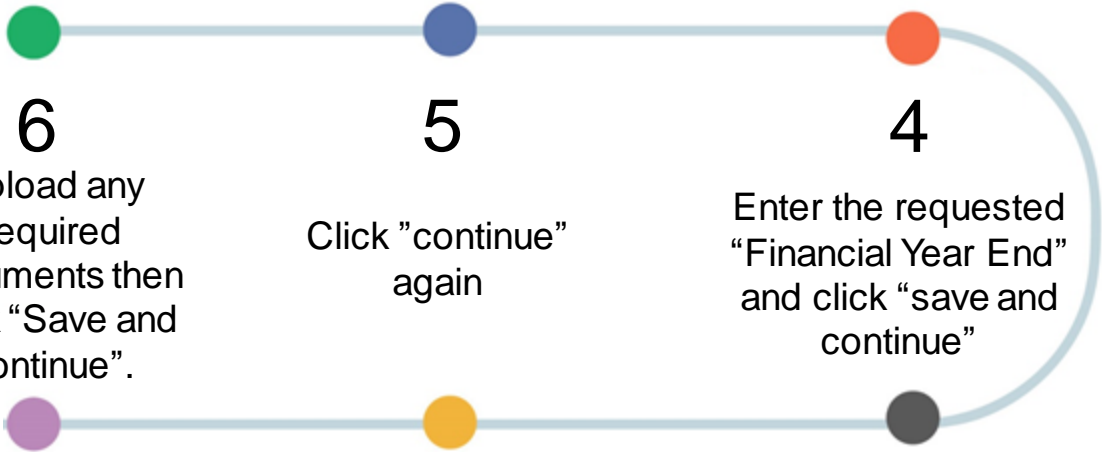 6
any
then
“Save and
5
Click ”continue”
again
4
Enter the requested
“Financial Year End”
and click “save and
continue”